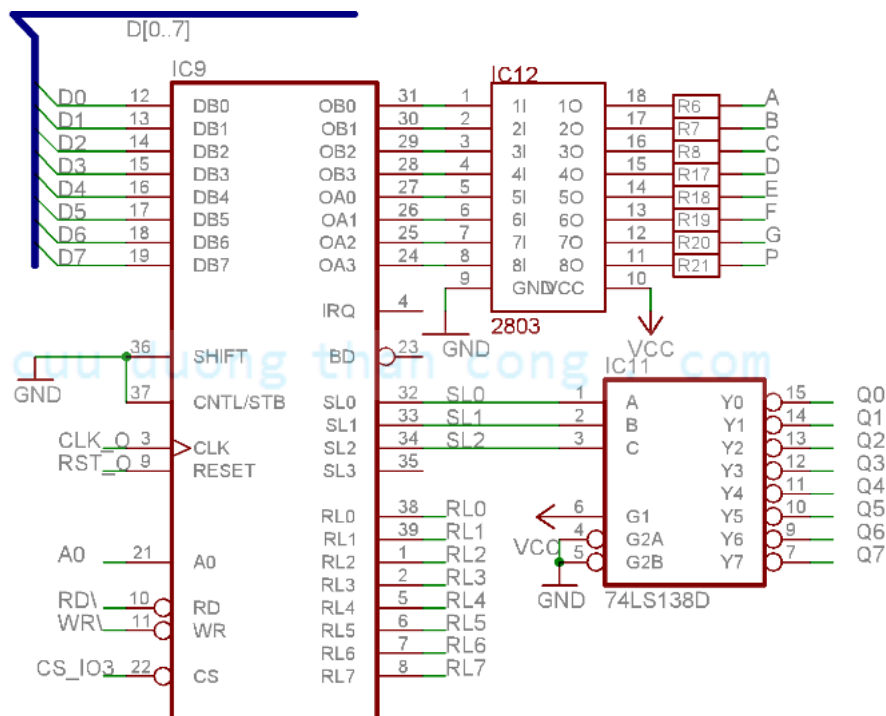 D[0..7]
IC9 IC12
D0 12 DB0 OB0 31 1 1I 1O 18 R6 A
D1 13 DB1 OB1 30 2 2I 2O 17 R7 B
D2 14 DB2 OB2 29 3 3I 3O 16 R8 C
D3 15 DB3 OB3 28 4 4I 4O 15 R17 D
D4 16 DB4 OA0 27 5 5I 5O 14 R18 E
D5 17 DB5 OA1 26 6 6I 6O 13 R19 F
D6 18 DB6 OA2 25 7 7I 7O 12 R20 G
D7 19 DB7 OA3 24 8 8I 8O 11 R21 P
9 GND VCC 10
IRQ 4
2803
GND VCC
36 SHIFT BD 23
cuu duong than cong . com
GND
IC11
37 CNTL/STB SL0 32 SL0 1 A Y0 15 Q0
SL1 33 SL1 2 B Y1 14 Q1
CLK_O 3 CLK SL2 34 SL2 3 C Y2 13 Q2
RST_O 9 RESET SL3 35 Y3 12 Q3
Y4 11 Q4
RL0 38 RL0 6 G1 Y5 10 Q5
RL1 39 RL1 VCC 4 G2A Y6 9 Q6
A0 21 A0 RL2 1 RL2 5 G2B Y7 7 Q7
RL3 2 RL3
GND 74LS138D
RD\ 10 RD RL4 5 RL4
WR\ 11 WR RL5 6 RL5
RL6 7 RL6
CS_IO3 22 CS RL7 8 RL7